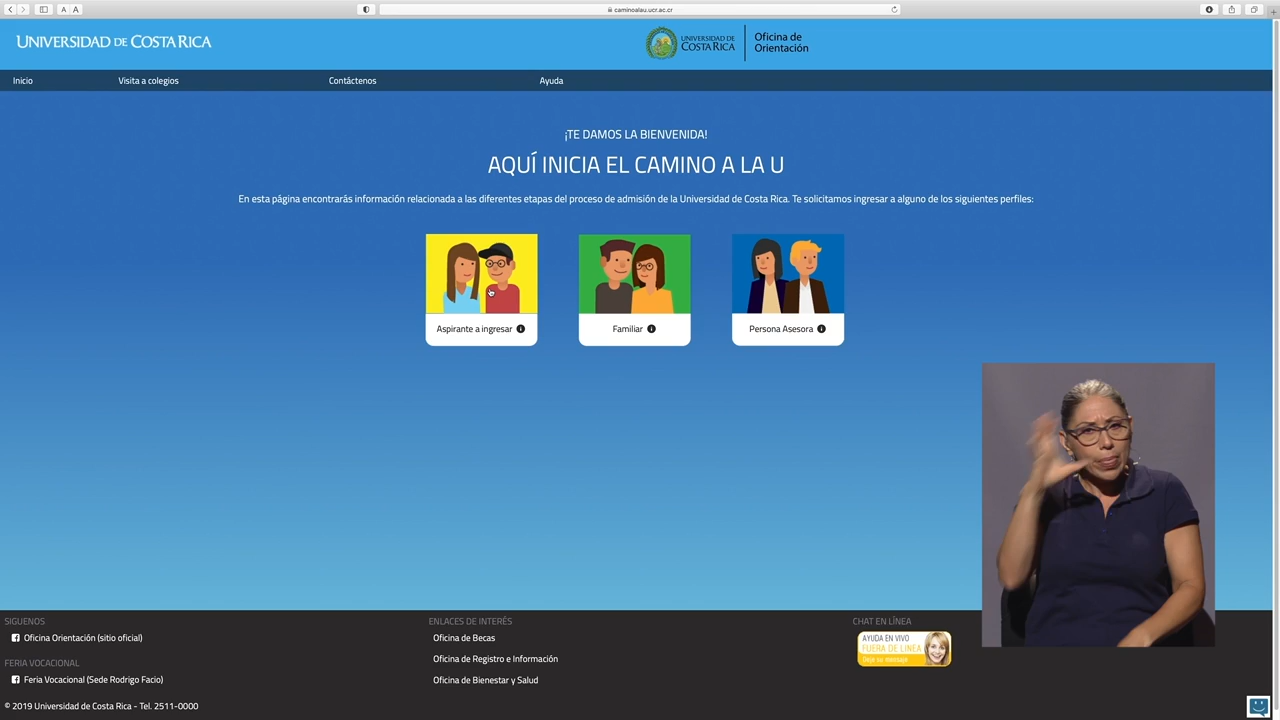 A A
caminoalau.ucr.ac.cr
UNIVERSIDAD DE COSTA RICA
UNIVERSIDAD DE
COSTA RICA
Oficina de
Orientación
Inicio Visita a colegios Contáctenos Ayuda
¡TE DAMOS LA BIENVENIDA!
AQUÍ INICIA EL CAMINO A LA U
En esta página encontrarás información relacionada a las diferentes etapas del proceso de admisión de la Universidad de Costa Rica. Te solicitamos ingresar a alguno de los siguientes perfiles:
Aspirante a ingresar
Familiar
Persona Asesora
SIGUENOS
Oficina Orientación (sitio oficial)
FERIA VOCACIONAL
Feria Vocacional (Sede Rodrigo Facio)
© 2019 Universidad de Costa Rica - Tel. 2511-0000
ENLACES DE INTERÉS
Oficina de Becas
Oficina de Registro e Información
Oficina de Bienestar y Salud
CHAT EN LÍNEA
AYUDA EN VIVO
FUERA DE LINEA
Deje su mensaje